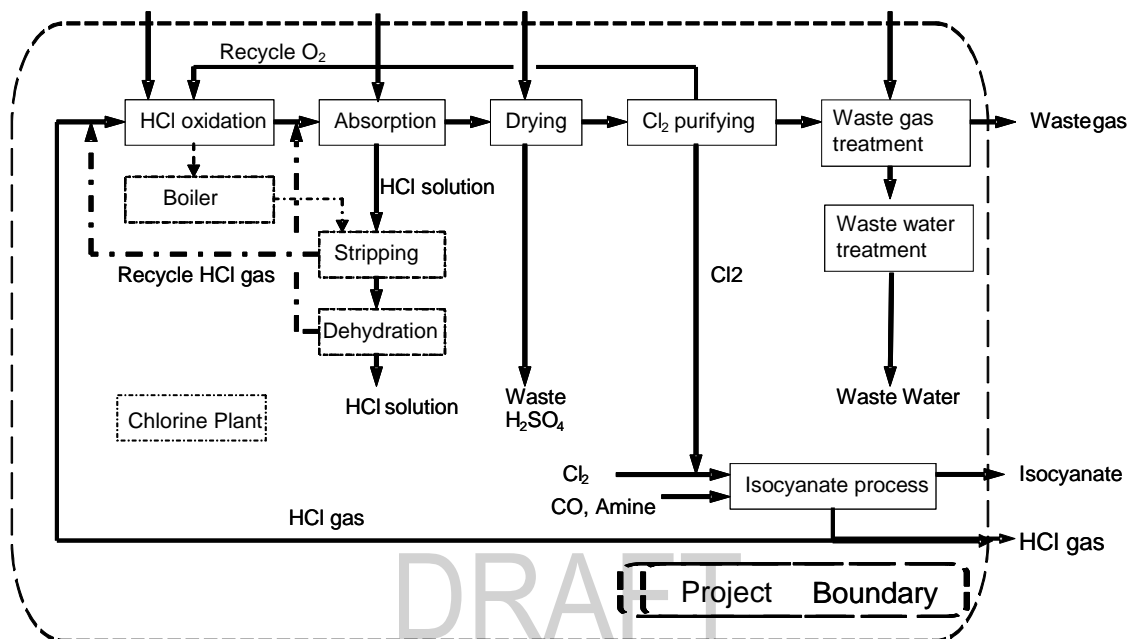 Recycle O₂
HCl oxidation
Absorption
Drying
Cl₂ purifying
Waste gas
treatment
Waste gas
HCl solution
Boiler
Waste water
treatment
Stripping
Recycle HCl gas
Cl2
Dehydration
HCl solution
Waste
H₂SO₄
Waste Water
Chlorine Plant
Cl₂
Isocyanate process
Isocyanate
CO, Amine
HCl gas
HCl gas
DRAFT
Project Boundary